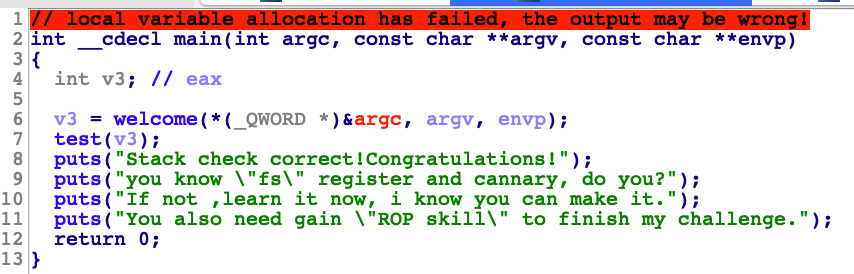 1 // local variable allocation has failed, the output may be wrong!
2 int __cdecl main(int argc, const char **argv, const char **envp)
3 {
4   int v3; // eax
5
6   v3 = welcome(*(_QWORD *)&argc, argv, envp);
7   test(v3);
8   puts("Stack check correct!Congratulations!");
9   puts("you know \"fs\" register and cannary, do you?");
10   puts("If not ,learn it now, i know you can make it.");
11   puts("You also need gain \"ROP skill\" to finish my challenge.");
12   return 0;
13 }